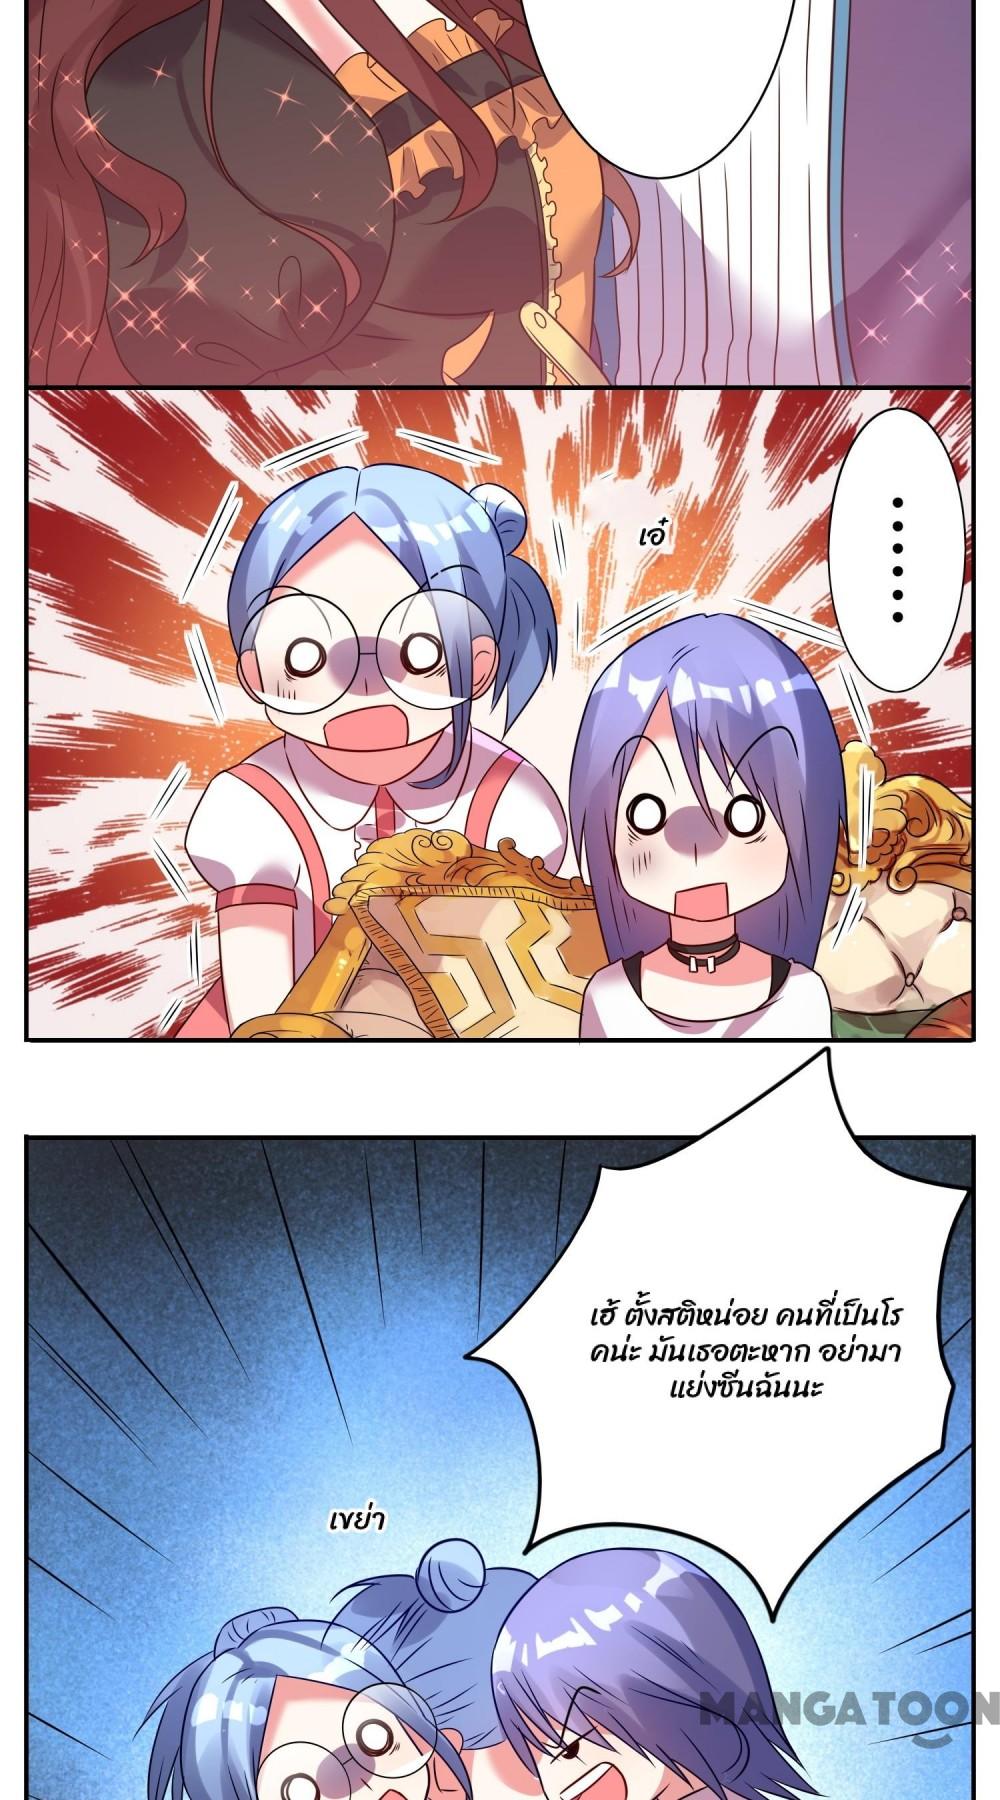 เอ๋
......
เฮ้ ตั้งสติหน่อย คนที่เป็นโร
คน่ะ มันเธอตะหาก อย่ามา
แย่งซีนฉันนะ
เขย่า
MANGATOON